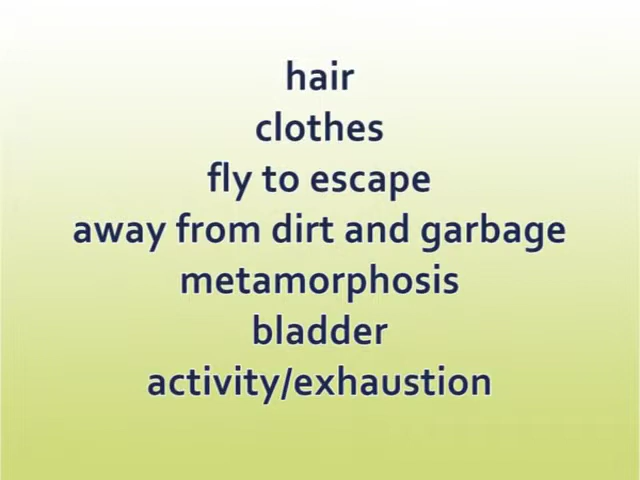 hair
clothes
fly to escape
away from dirt and garbage
metamorphosis
bladder
activity/exhaustion